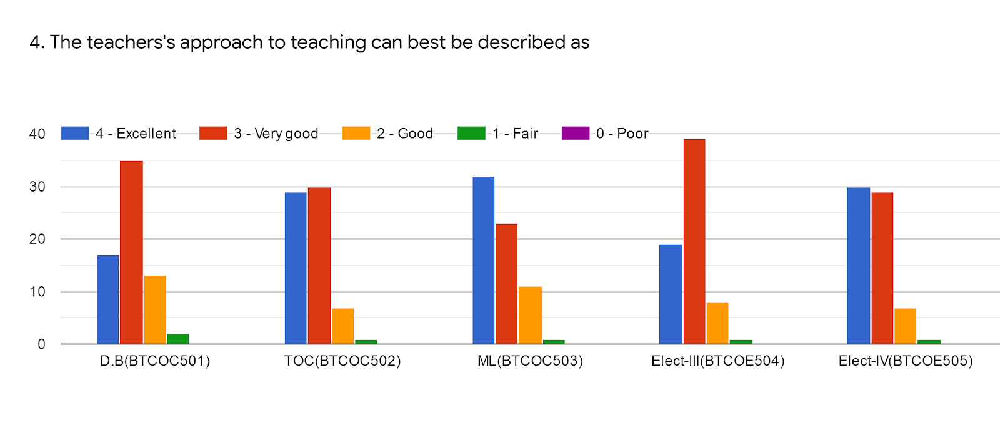 4. The teachers's approach to teaching can best be described as
4 - Excellent 3 - Very good 2 - Good 1 - Fair 0 - Poor
40
30
20
10
0
D.B(BTCOC501) TOC(BTCOC502) ML(BTCOC503) Elect-III(BTCOE504) Elect-IV(BTCOE505)